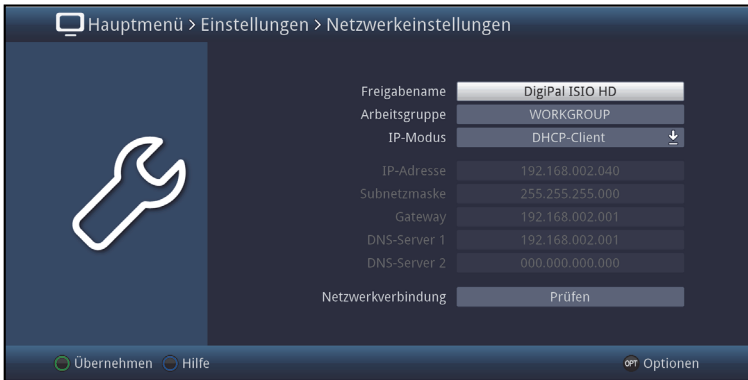 Hauptmenü > Einstellungen > Netzwerkeinstellungen
Freigabename DigiPal ISIO HD
Arbeitsgruppe WORKGROUP
IP-Modus DHCP-Client
IP-Adresse 192.168.002.040
Subnetzmaske 255.255.255.000
Gateway 192.168.002.001
DNS-Server 1 192.168.002.001
DNS-Server 2 000.000.000.000
Netzwerkverbindung Prüfen
Übernehmen Hilfe OPT Optionen